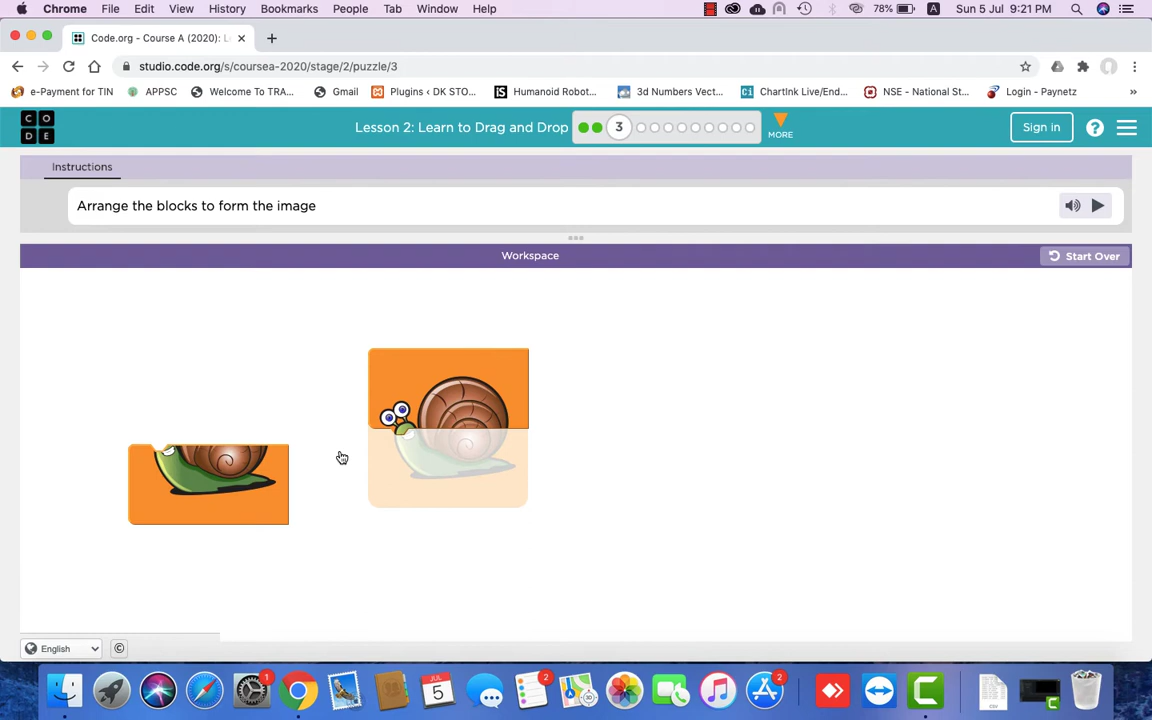 Chrome File Edit View History Bookmarks People Tab Window Help 78% A Sun 5 Jul 9:21 PM
Code.org - Course A (2020): L
studio.code.org/s/coursea-2020/stage/2/puzzle/3
e-Payment for TIN APPSC Welcome To TRA... Gmail Plugins ‹ DK STO... Humanoid Robot... 3d Numbers Vect... ChartInk Live/End... NSE - National St... Login - Paynetz »
C O D E
Lesson 2: Learn to Drag and Drop 3 MORE Sign in ?
Instructions
Arrange the blocks to form the image
Workspace Start Over
English ©
1 5 2 2